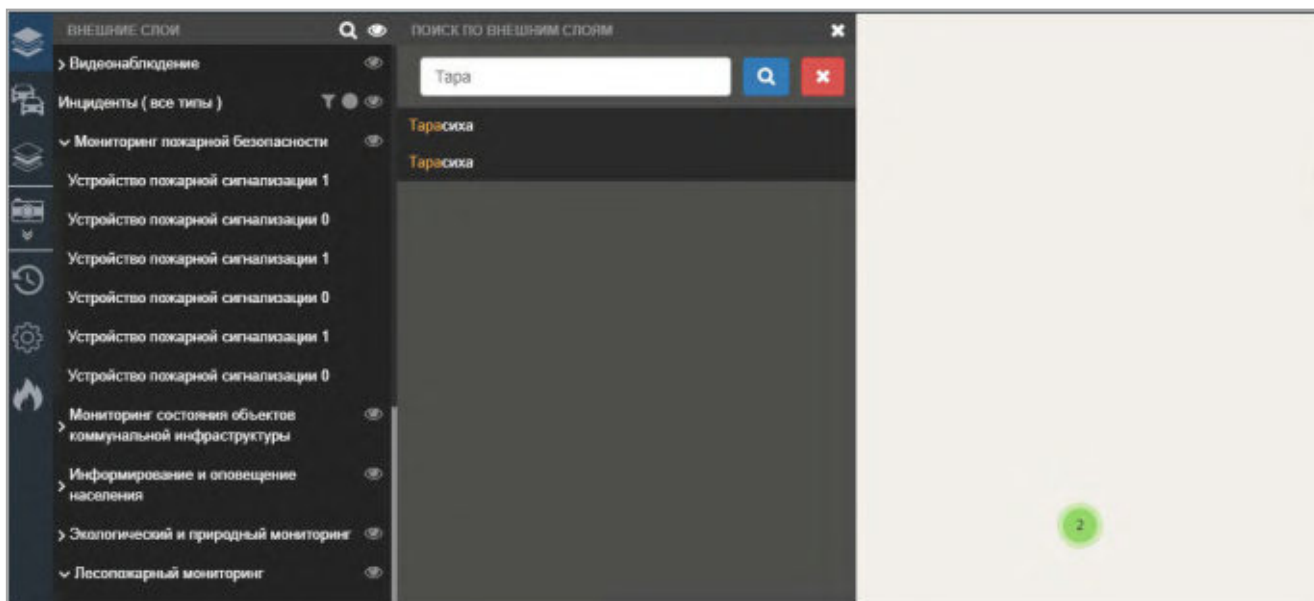 ВНЕШНИЕ СЛОИ
Видеонаблюдение
Инциденты ( все типы )
Мониторинг пожарной безопасности
Устройство пожарной сигнализации 1
Устройство пожарной сигнализации 0
Устройство пожарной сигнализации 1
Устройство пожарной сигнализации 0
Устройство пожарной сигнализации 1
Устройство пожарной сигнализации 0
Мониторинг состояния объектов
коммунальной инфраструктуры
Информирование и оповещение
населения
Экологический и природный мониторинг
Лесопожарный мониторинг
ПОИСК ПО ВНЕШНИМ СЛОЯМ
Тара
Тарасиха
Тарасиха
2